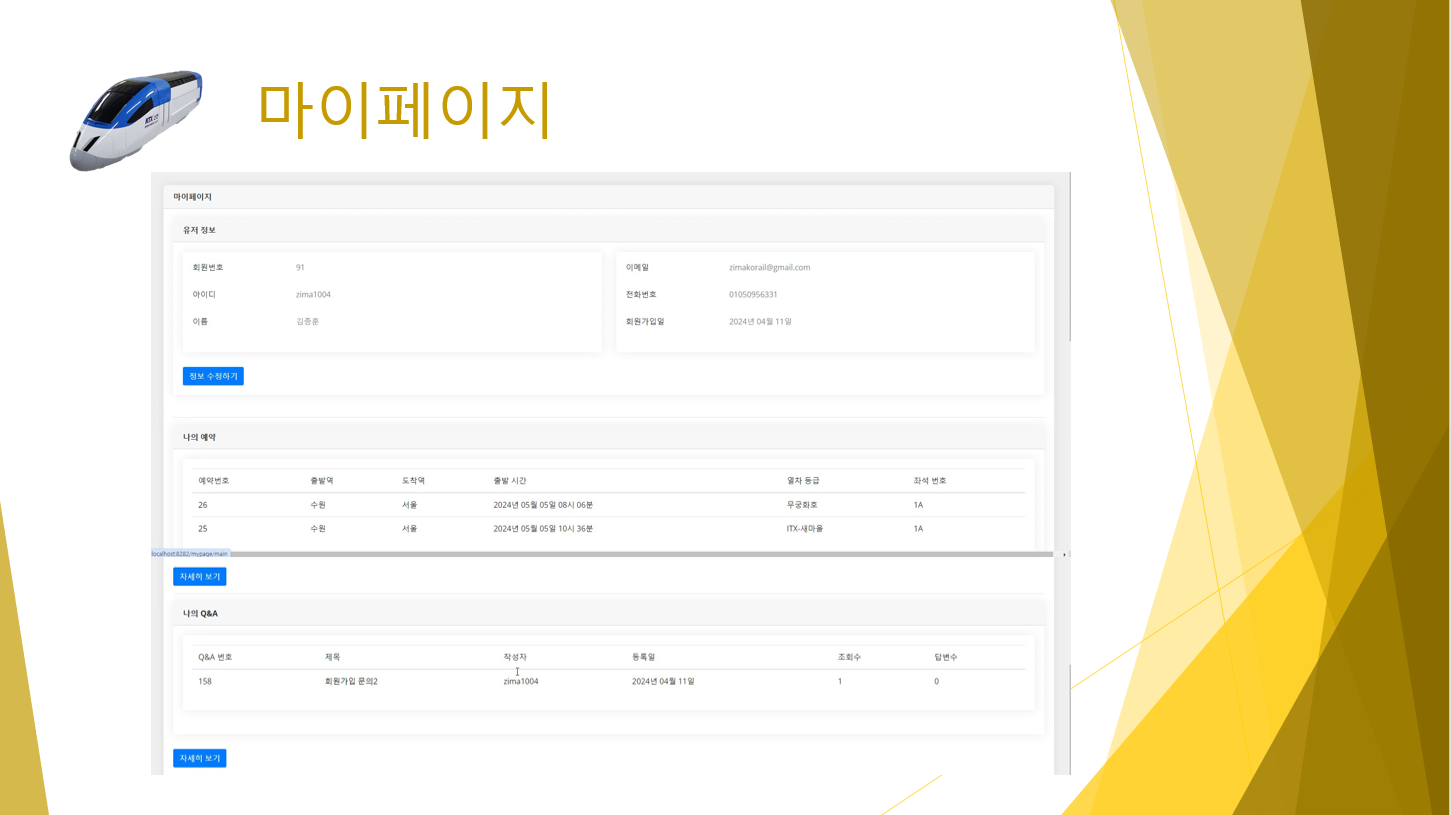 마이페이지
KTX
마이페이지
유저 정보
회원번호 91 이메일 zimakorail@gmail.com
아이디 zima1004 전화번호 01050956331
이름 김종훈 회원가입일 2024년 04월 11일
정보 수정하기
나의 예약
예약번호 출발역 도착역 출발 시간 열차 등급 좌석 번호
26 수원 서울 2024년 05월 05일 08시 06분 무궁화호 1A
25 수원 서울 2024년 05월 05일 10시 36분 ITX-새마을 1A
localhost:8282/mypage/main
자세히 보기
나의 Q&A
Q&A 번호 제목 작성자 등록일 조회수 답변수
158 회원가입 문의2 zima1004 2024년 04월 11일 1 0
자세히 보기